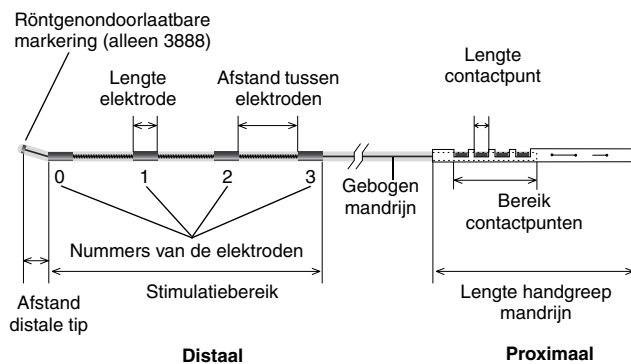 Röntgenondoorlaatbare
markering (alleen 3888)
Lengte
elektrode
Afstand tussen
elektroden
Lengte
contactpunt
0 1 2 3
Gebogen
mandrijn
Bereik
contactpunten
Nummers van de elektroden
Afstand
distale tip
Stimulatiebereik
Lengte handgreep
mandrijn
Distaal
Proximaal